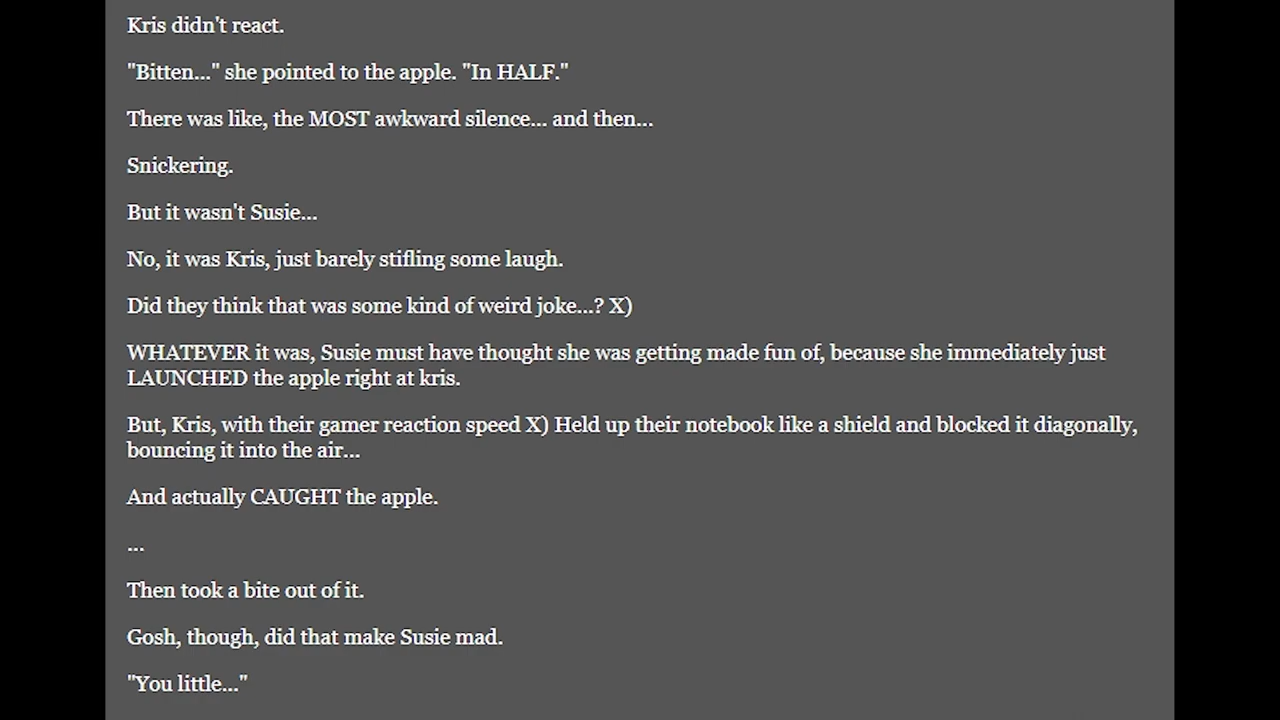 Kris didn't react.
"Bitten..." she pointed to the apple. "In HALF."
There was like, the MOST awkward silence... and then...
Snickering.
But it wasn't Susie...
No, it was Kris, just barely stifling some laugh.
Did they think that was some kind of weird joke...? X)
WHATEVER it was, Susie must have thought she was getting made fun of, because she immediately just
LAUNCHED the apple right at kris.
But, Kris, with their gamer reaction speed X) Held up their notebook like a shield and blocked it diagonally,
bouncing it into the air...
And actually CAUGHT the apple.
...
Then took a bite out of it.
Gosh, though, did that make Susie mad.
"You little..."